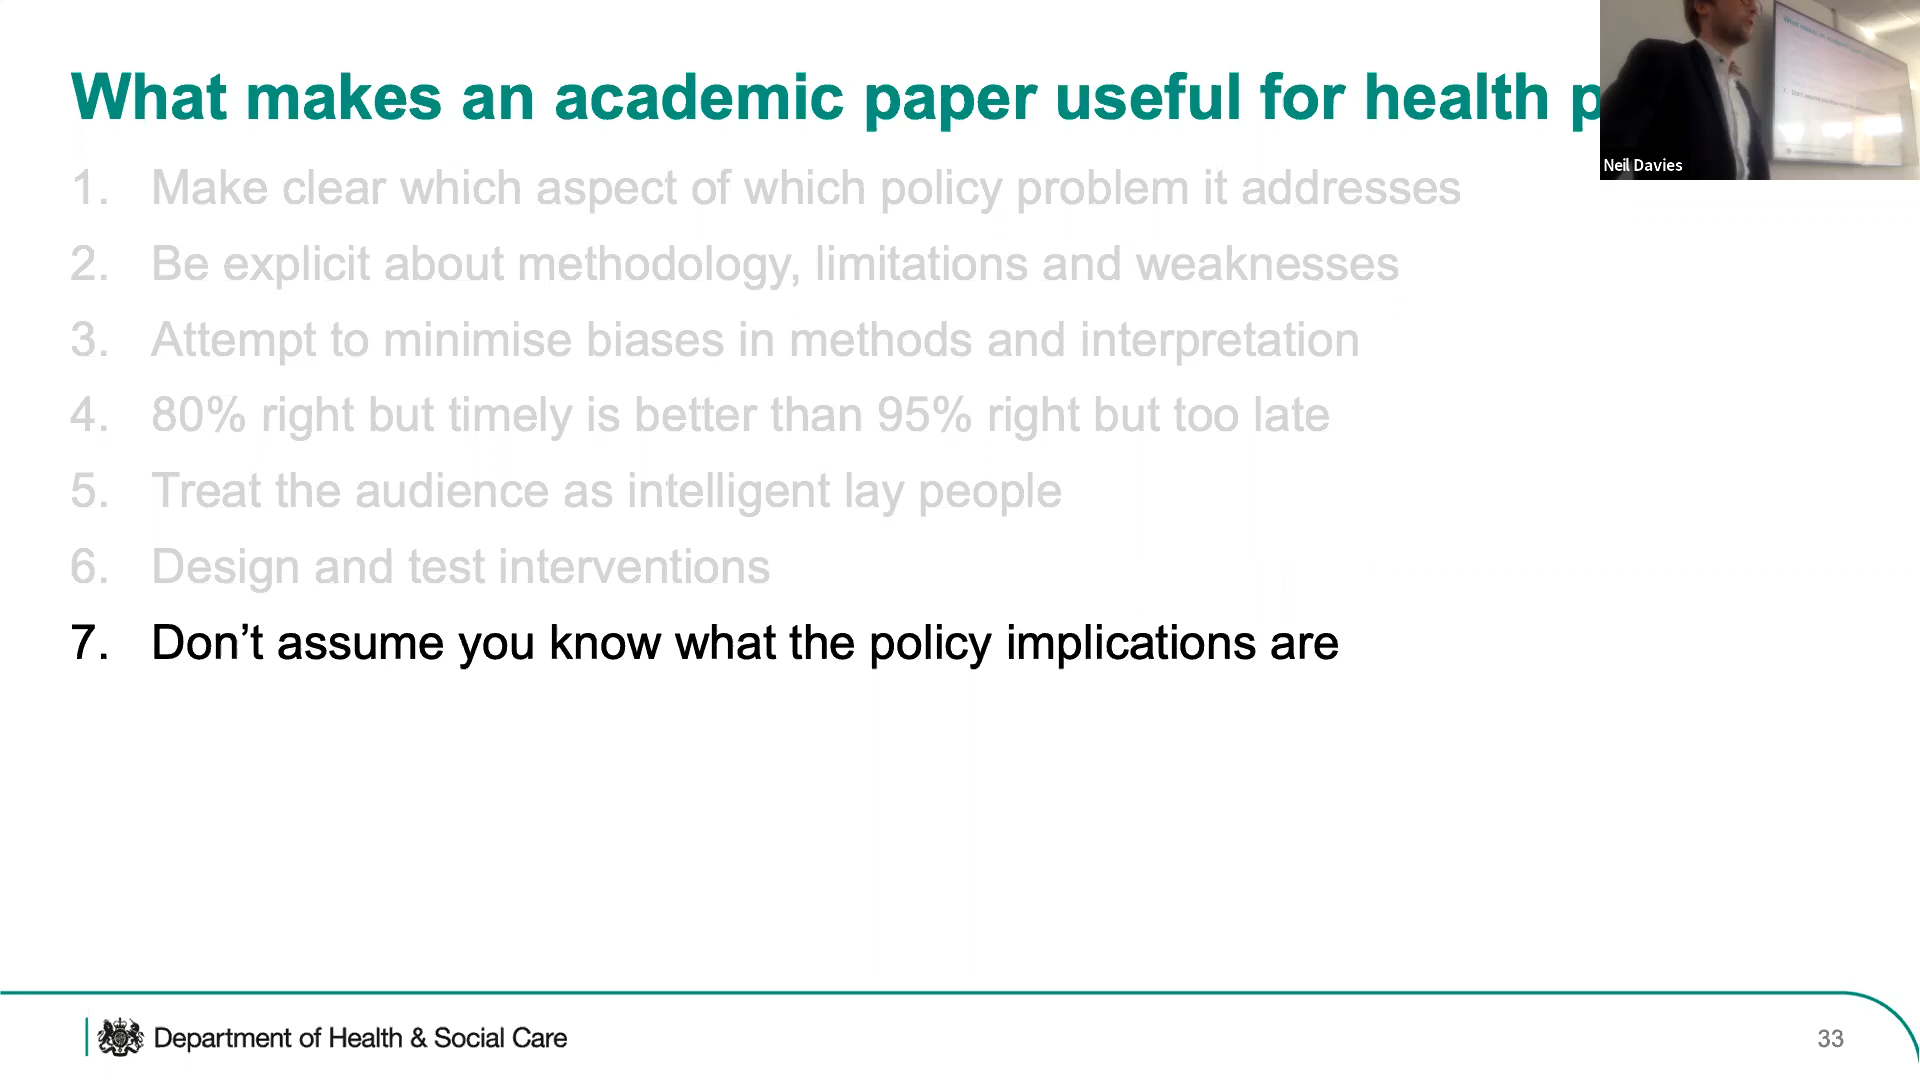 What makes an academic paper useful for health p
1. Make clear which aspect of which policy problem it addresses
2. Be explicit about methodology, limitations and weaknesses
3. Attempt to minimise biases in methods and interpretation
4. 80% right but timely is better than 95% right but too late
5. Treat the audience as intelligent lay people
6. Design and test interventions
7. Don’t assume you know what the policy implications are
Neil Davies
Department of Health & Social Care
33